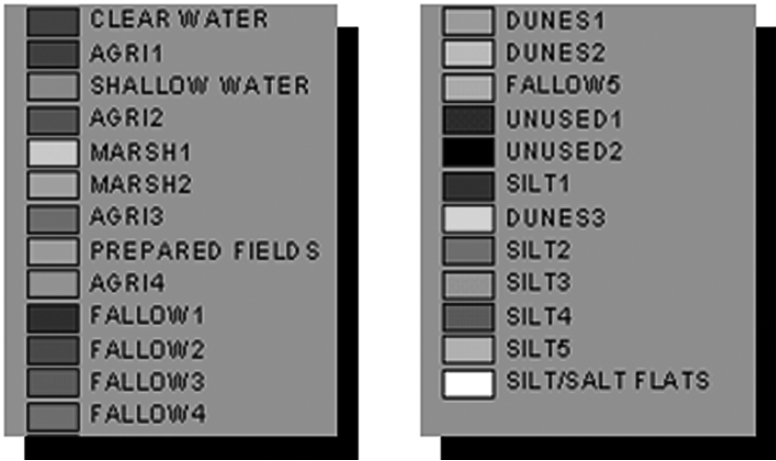 CLEAR WATER
AGRI1
SHALLOW WATER
AGRI2
MARSH1
MARSH2
AGRI3
PREPARED FIELDS
AGRI4
FALLOW1
FALLOW2
FALLOW3
FALLOW4
DUNES1
DUNES2
FALLOW5
UNUSED1
UNUSED2
SILT1
DUNES3
SILT2
SILT3
SILT4
SILT5
SILT/SALT FLATS